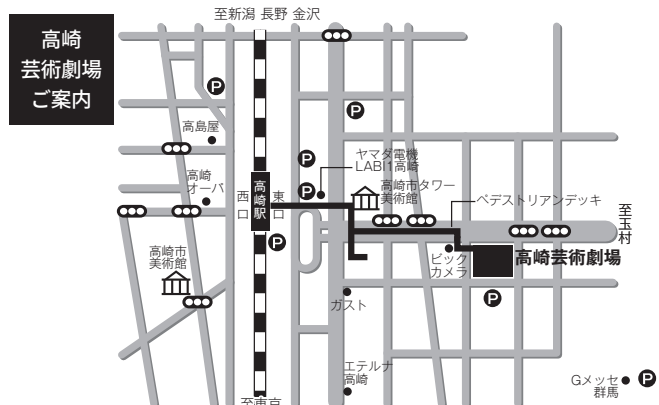 高崎
芸術劇場
ご案内
至新潟 長野 金沢
P
P
高島屋
P
ヤマダ電機
LABI1高崎
高崎
オーパ
西口
高崎駅
東口
P
高崎市タワー
美術館
ペデストリアンデッキ
至玉村
高崎市
美術館
P
ビック
カメラ
高崎芸術劇場
P
ガスト
エテルナ
高崎
Gメッセ
群馬
P
至東京